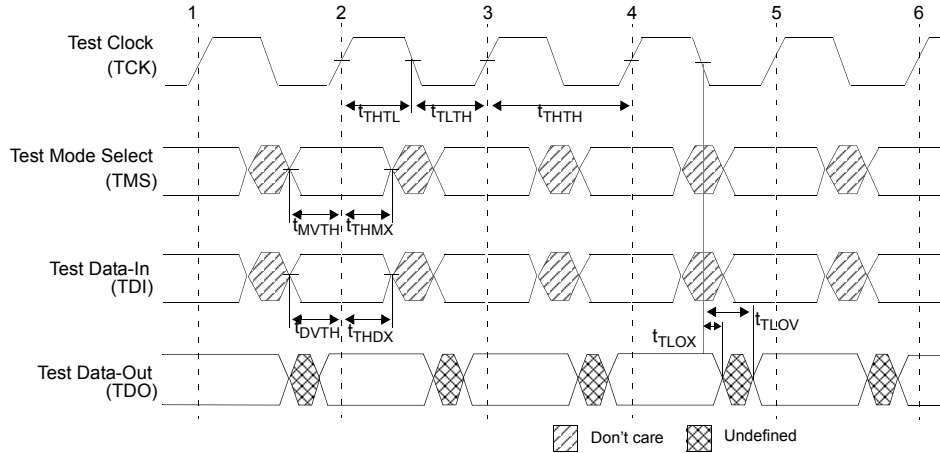 1 2 3 4 5 6
Test Clock
(TCK)
tTHTL tTLTH tTHTH
Test Mode Select
(TMS)
tMVTH tTHMX
Test Data-In
(TDI)
tDVTH tTHDX
tTLOX tTLOV
Test Data-Out
(TDO)
Don't care Undefined